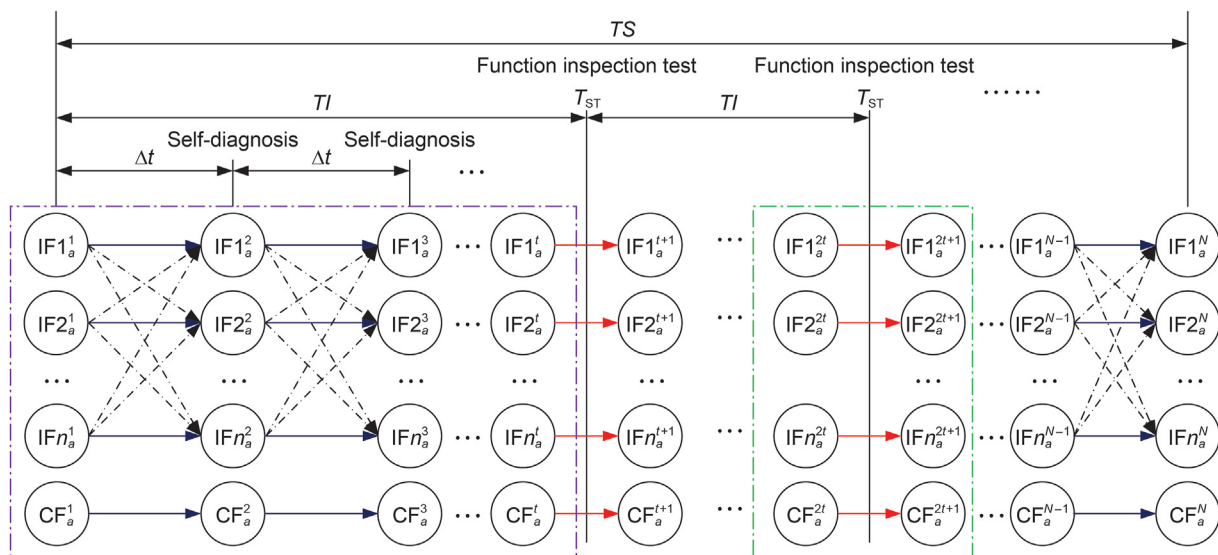 TS
Function inspection test Function inspection test
TI T_ST TI T_ST ……
Self-diagnosis Self-diagnosis
Δt Δt …
IF1_a^1 IF1_a^2 IF1_a^3 … IF1_a^t IF1_a^{t+1} … IF1_a^{2t} IF1_a^{2t+1} … IF1_a^{N-1} IF1_a^N
IF2_a^1 IF2_a^2 IF2_a^3 … IF2_a^t IF2_a^{t+1} … IF2_a^{2t} IF2_a^{2t+1} … IF2_a^{N-1} IF2_a^N
… … … … … … … …
IFn_a^1 IFn_a^2 IFn_a^3 … IFn_a^t IFn_a^{t+1} … IFn_a^{2t} IFn_a^{2t+1} … IFn_a^{N-1} IFn_a^N
CF_a^1 CF_a^2 CF_a^3 … CF_a^t CF_a^{t+1} … CF_a^{2t} CF_a^{2t+1} … CF_a^{N-1} CF_a^N